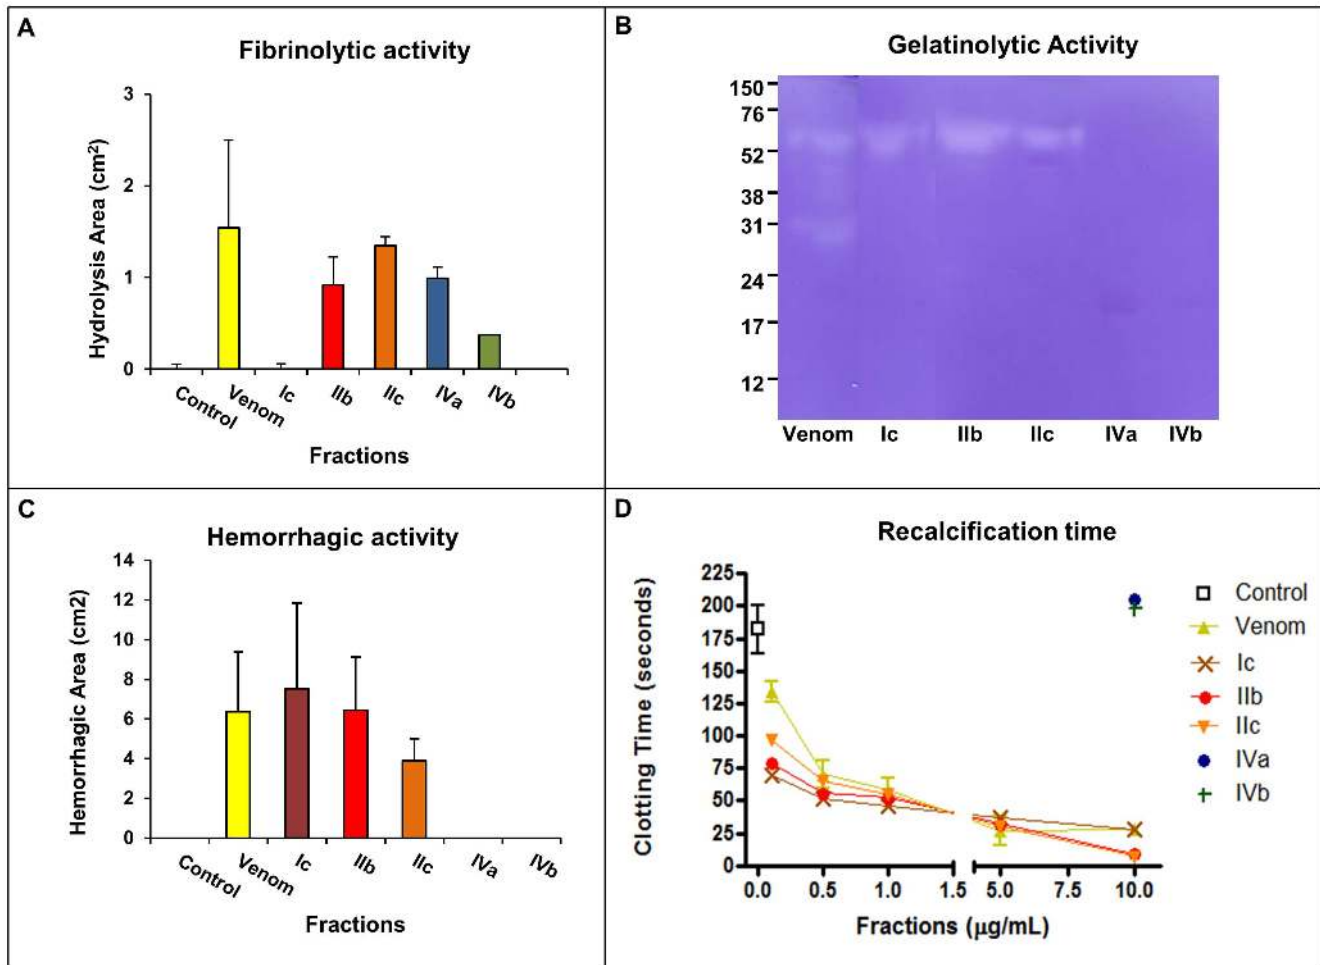 A
Fibrinolytic activity
3
2
1
0
Hydrolysis Area (cm²)
Control
Venom
Ic
IIb
IIc
IVa
IVb
Fractions
B
Gelatinolytic Activity
150
76
52
38
31
24
17
12
Venom Ic IIb IIc IVa IVb
C
Hemorrhagic activity
14
12
10
8
6
4
2
0
Hemorrhagic Area (cm2)
Control
Venom
Ic
IIb
IIc
IVa
IVb
Fractions
D
Recalcification time
225
200
175
150
125
100
75
50
25
0
Clotting Time (seconds)
0.0 0.5 1.0 1.5 5.0 7.5 10.0
Fractions (µg/mL)
Control
Venom
Ic
IIb
IIc
IVa
IVb